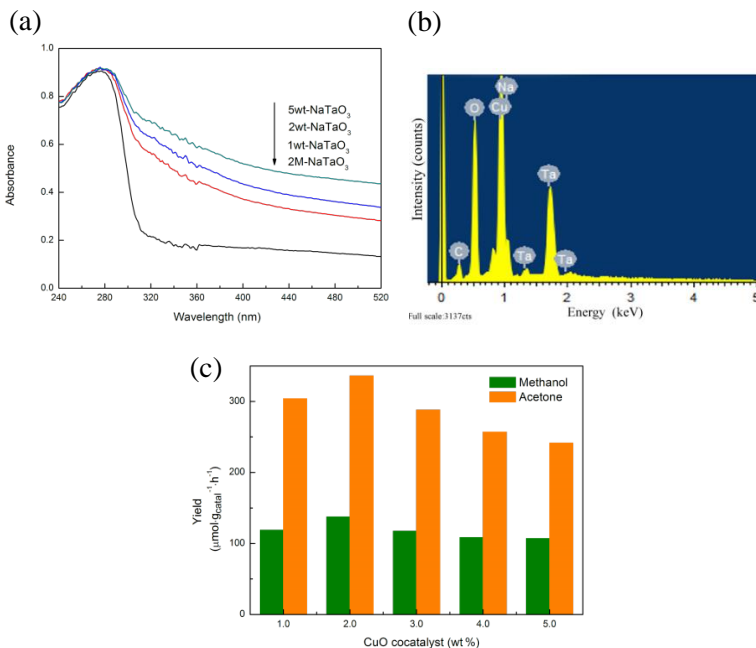 (a)
1.0
0.8
0.6
0.4
0.2
0.0
Absorbance
5wt-NaTaO₃
2wt-NaTaO₃
1wt-NaTaO₃
2M-NaTaO₃
240 280 320 360 400 440 480 520
Wavelength (nm)
(b)
Intensity (counts)
C
O
Na
Cu
Ta
Ta
Ta
0 1 2 3 4 5
Energy (keV)
Full scale:3137cts
(c)
Methanol
Acetone
300
200
100
0
Yield
(μmol·g_catal⁻¹·h⁻¹)
1.0 2.0 3.0 4.0 5.0
CuO cocatalyst (wt%)